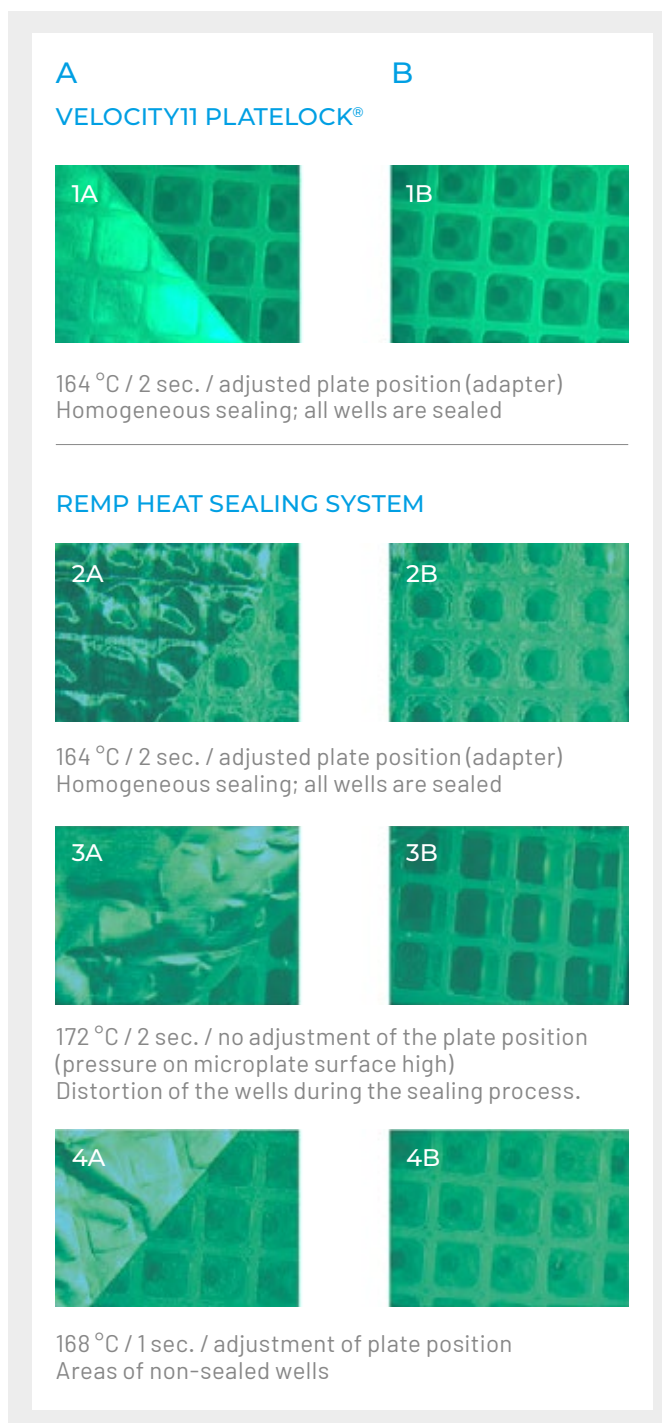 A B
VELOCITY11 PLATELOCK®
1A 1B
164 °C / 2 sec. / adjusted plate position (adapter)
Homogeneous sealing; all wells are sealed
REMP HEAT SEALING SYSTEM
2A 2B
164 °C / 2 sec. / adjusted plate position (adapter)
Homogeneous sealing; all wells are sealed
3A 3B
172 °C / 2 sec. / no adjustment of the plate position
(pressure on microplate surface high)
Distortion of the wells during the sealing process.
4A 4B
168 °C / 1 sec. / adjustment of plate position
Areas of non-sealed wells